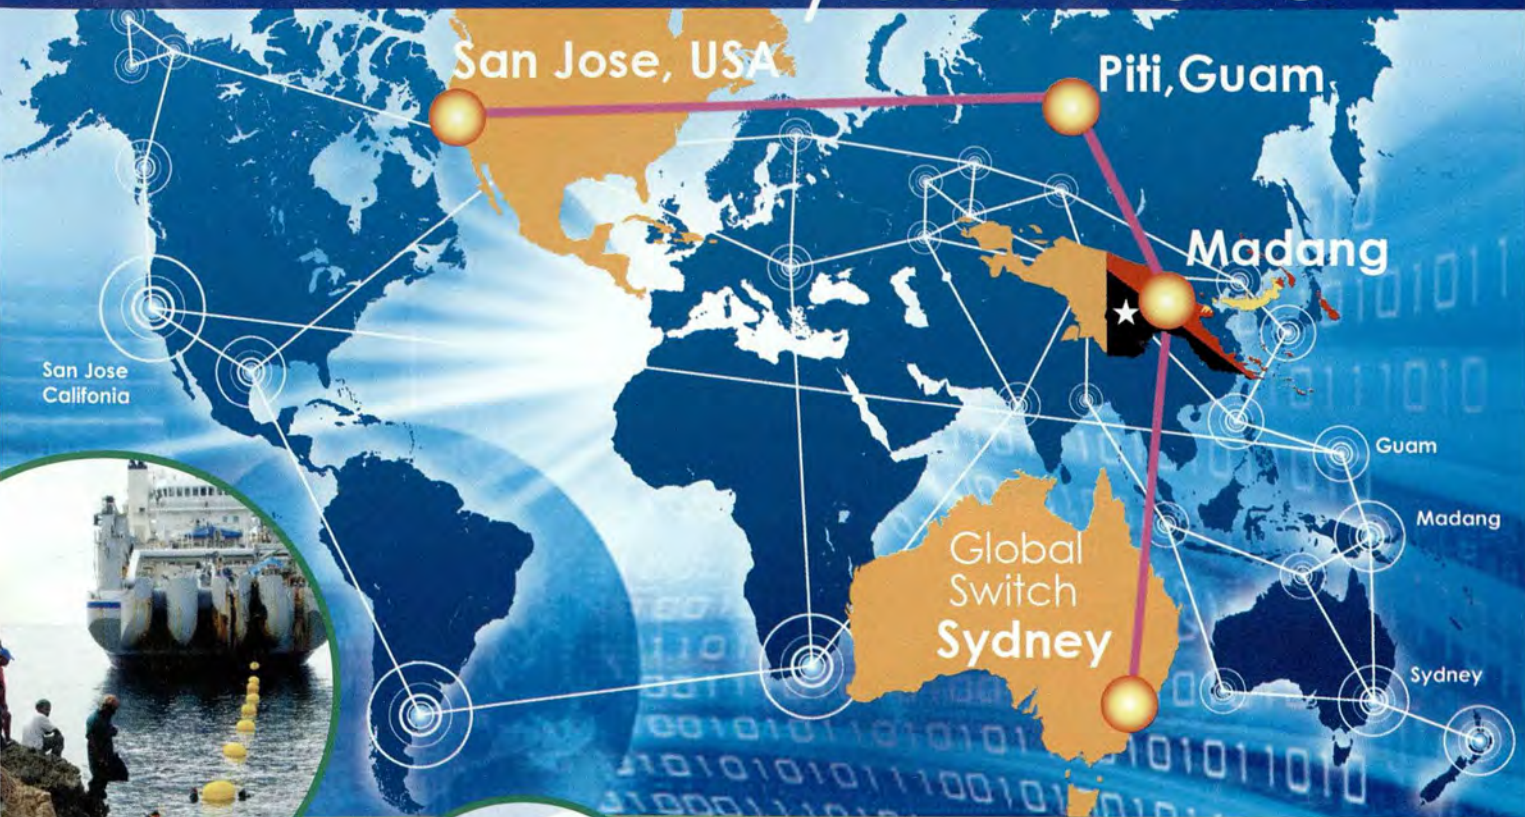 San Jose, USA
Piti,Guam
Madang
San Jose
Califonia
Guam
Madang
Global
Switch
Sydney
Sydney